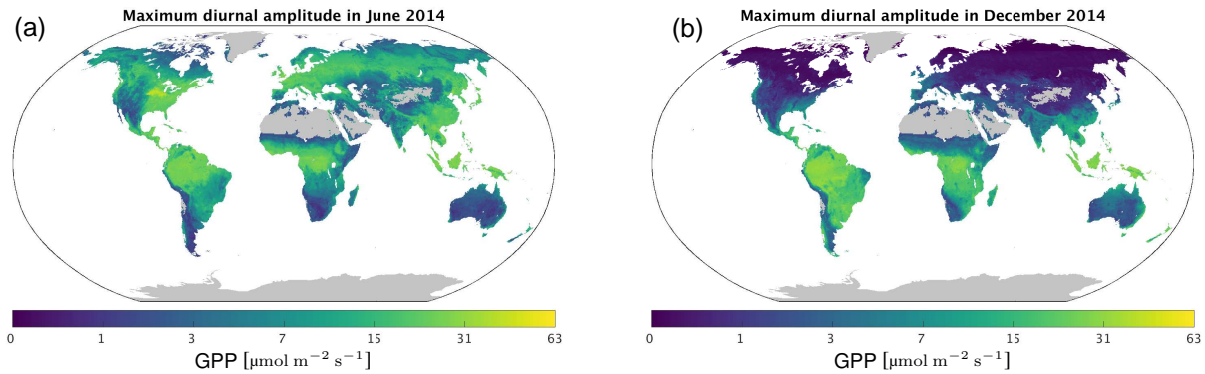 Maximum diurnal amplitude in June 2014
(a)
0 1 3 7 15 31 63
GPP [µmol m⁻² s⁻¹]
Maximum diurnal amplitude in December 2014
(b)
0 1 3 7 15 31 63
GPP [µmol m⁻² s⁻¹]